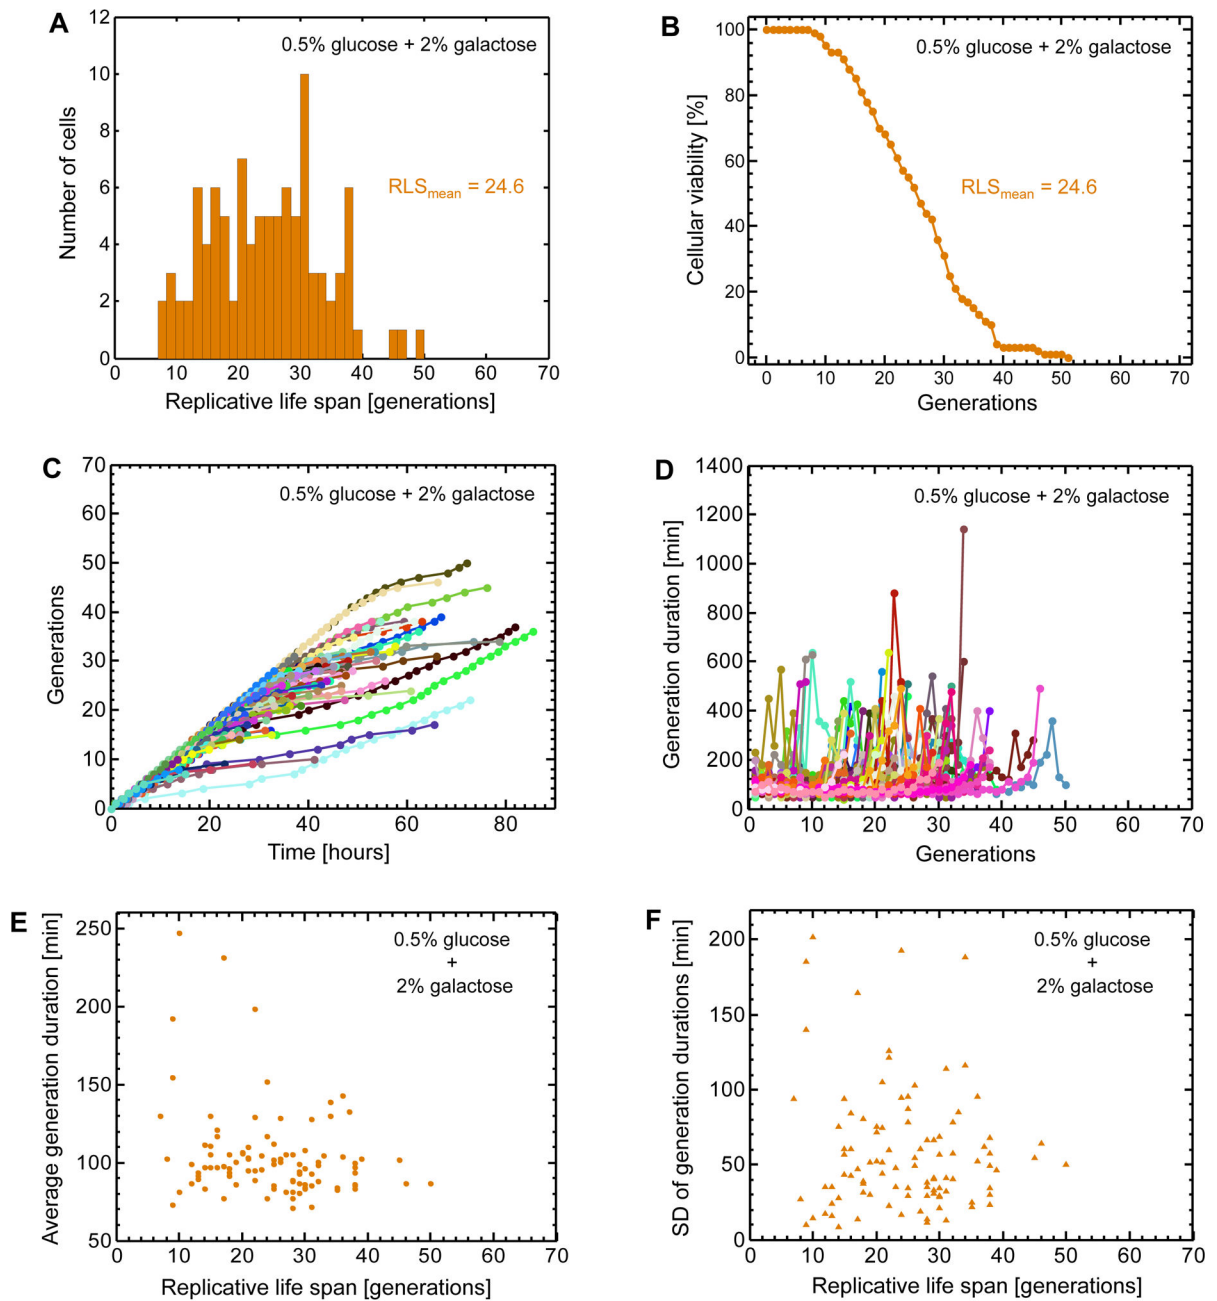 A
0.5% glucose + 2% galactose
RLSmean = 24.6
Number of cells
12
10
8
6
4
2
0
0 10 20 30 40 50 60 70
Replicative life span [generations]
B
0.5% glucose + 2% galactose
RLSmean = 24.6
Cellular viability [%]
100
80
60
40
20
0
0 10 20 30 40 50 60 70
Generations
C
0.5% glucose + 2% galactose
Generations
70
60
50
40
30
20
10
0
0 20 40 60 80
Time [hours]
D
0.5% glucose + 2% galactose
Generation duration [min]
1400
1200
1000
800
600
400
200
0
0 10 20 30 40 50 60 70
Generations
E
0.5% glucose
+
2% galactose
Average generation duration [min]
250
200
150
100
50
0 10 20 30 40 50 60 70
Replicative life span [generations]
F
0.5% glucose
+
2% galactose
SD of generation durations [min]
200
150
100
50
0
0 10 20 30 40 50 60 70
Replicative life span [generations]